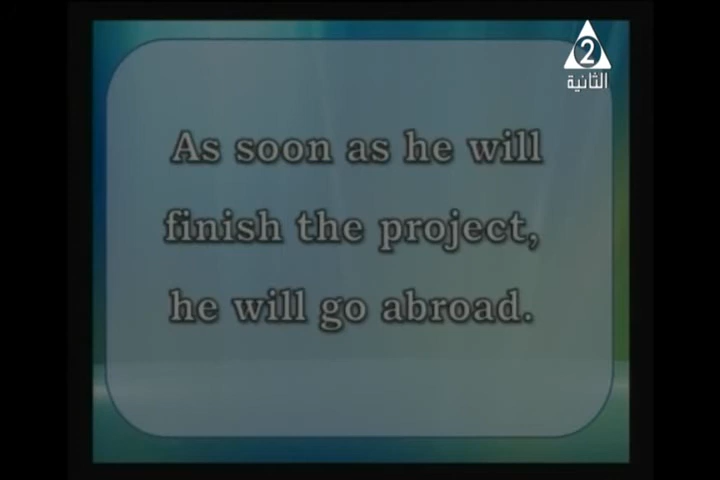 2
الثانية
As soon as he will
finish the project,
he will go abroad.